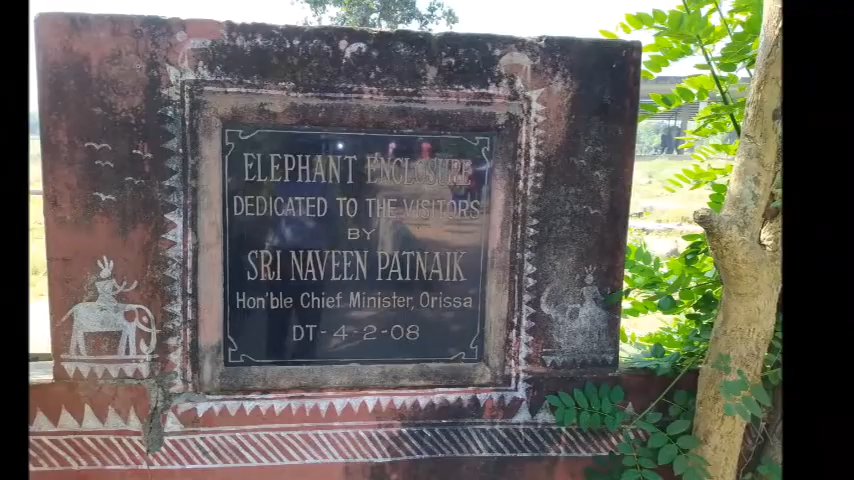 ELEPHANT ENCLOSURE
DEDICATED TO THE VISITORS
BY
SRI NAVEEN PATNAIK
Hon'ble Chief Minister, Orissa
DT-4-2-08